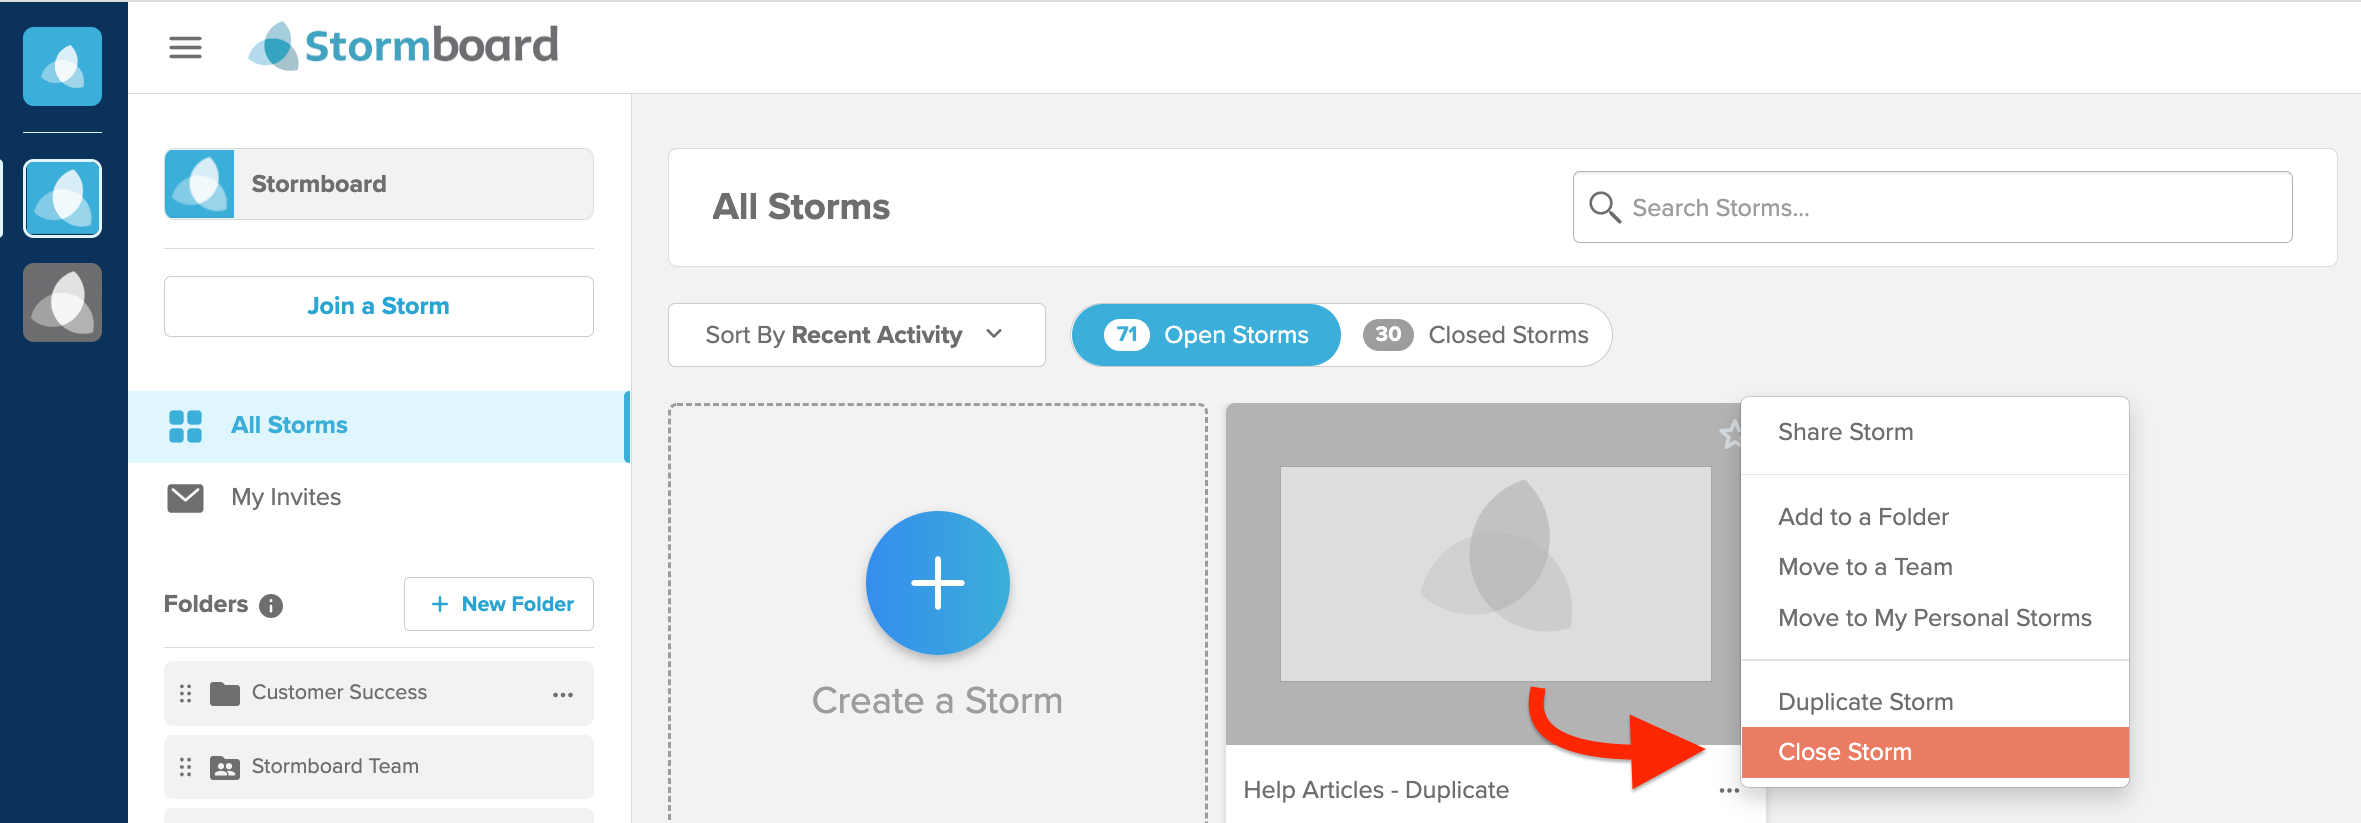 Stormboard
Stormboard
Join a Storm
All Storms
My Invites
Folders
New Folder
Customer Success
Stormboard Team
All Storms
Search Storms...
Sort By Recent Activity
71 Open Storms
30 Closed Storms
Create a Storm
Help Articles - Duplicate
Share Storm
Add to a Folder
Move to a Team
Move to My Personal Storms
Duplicate Storm
Close Storm